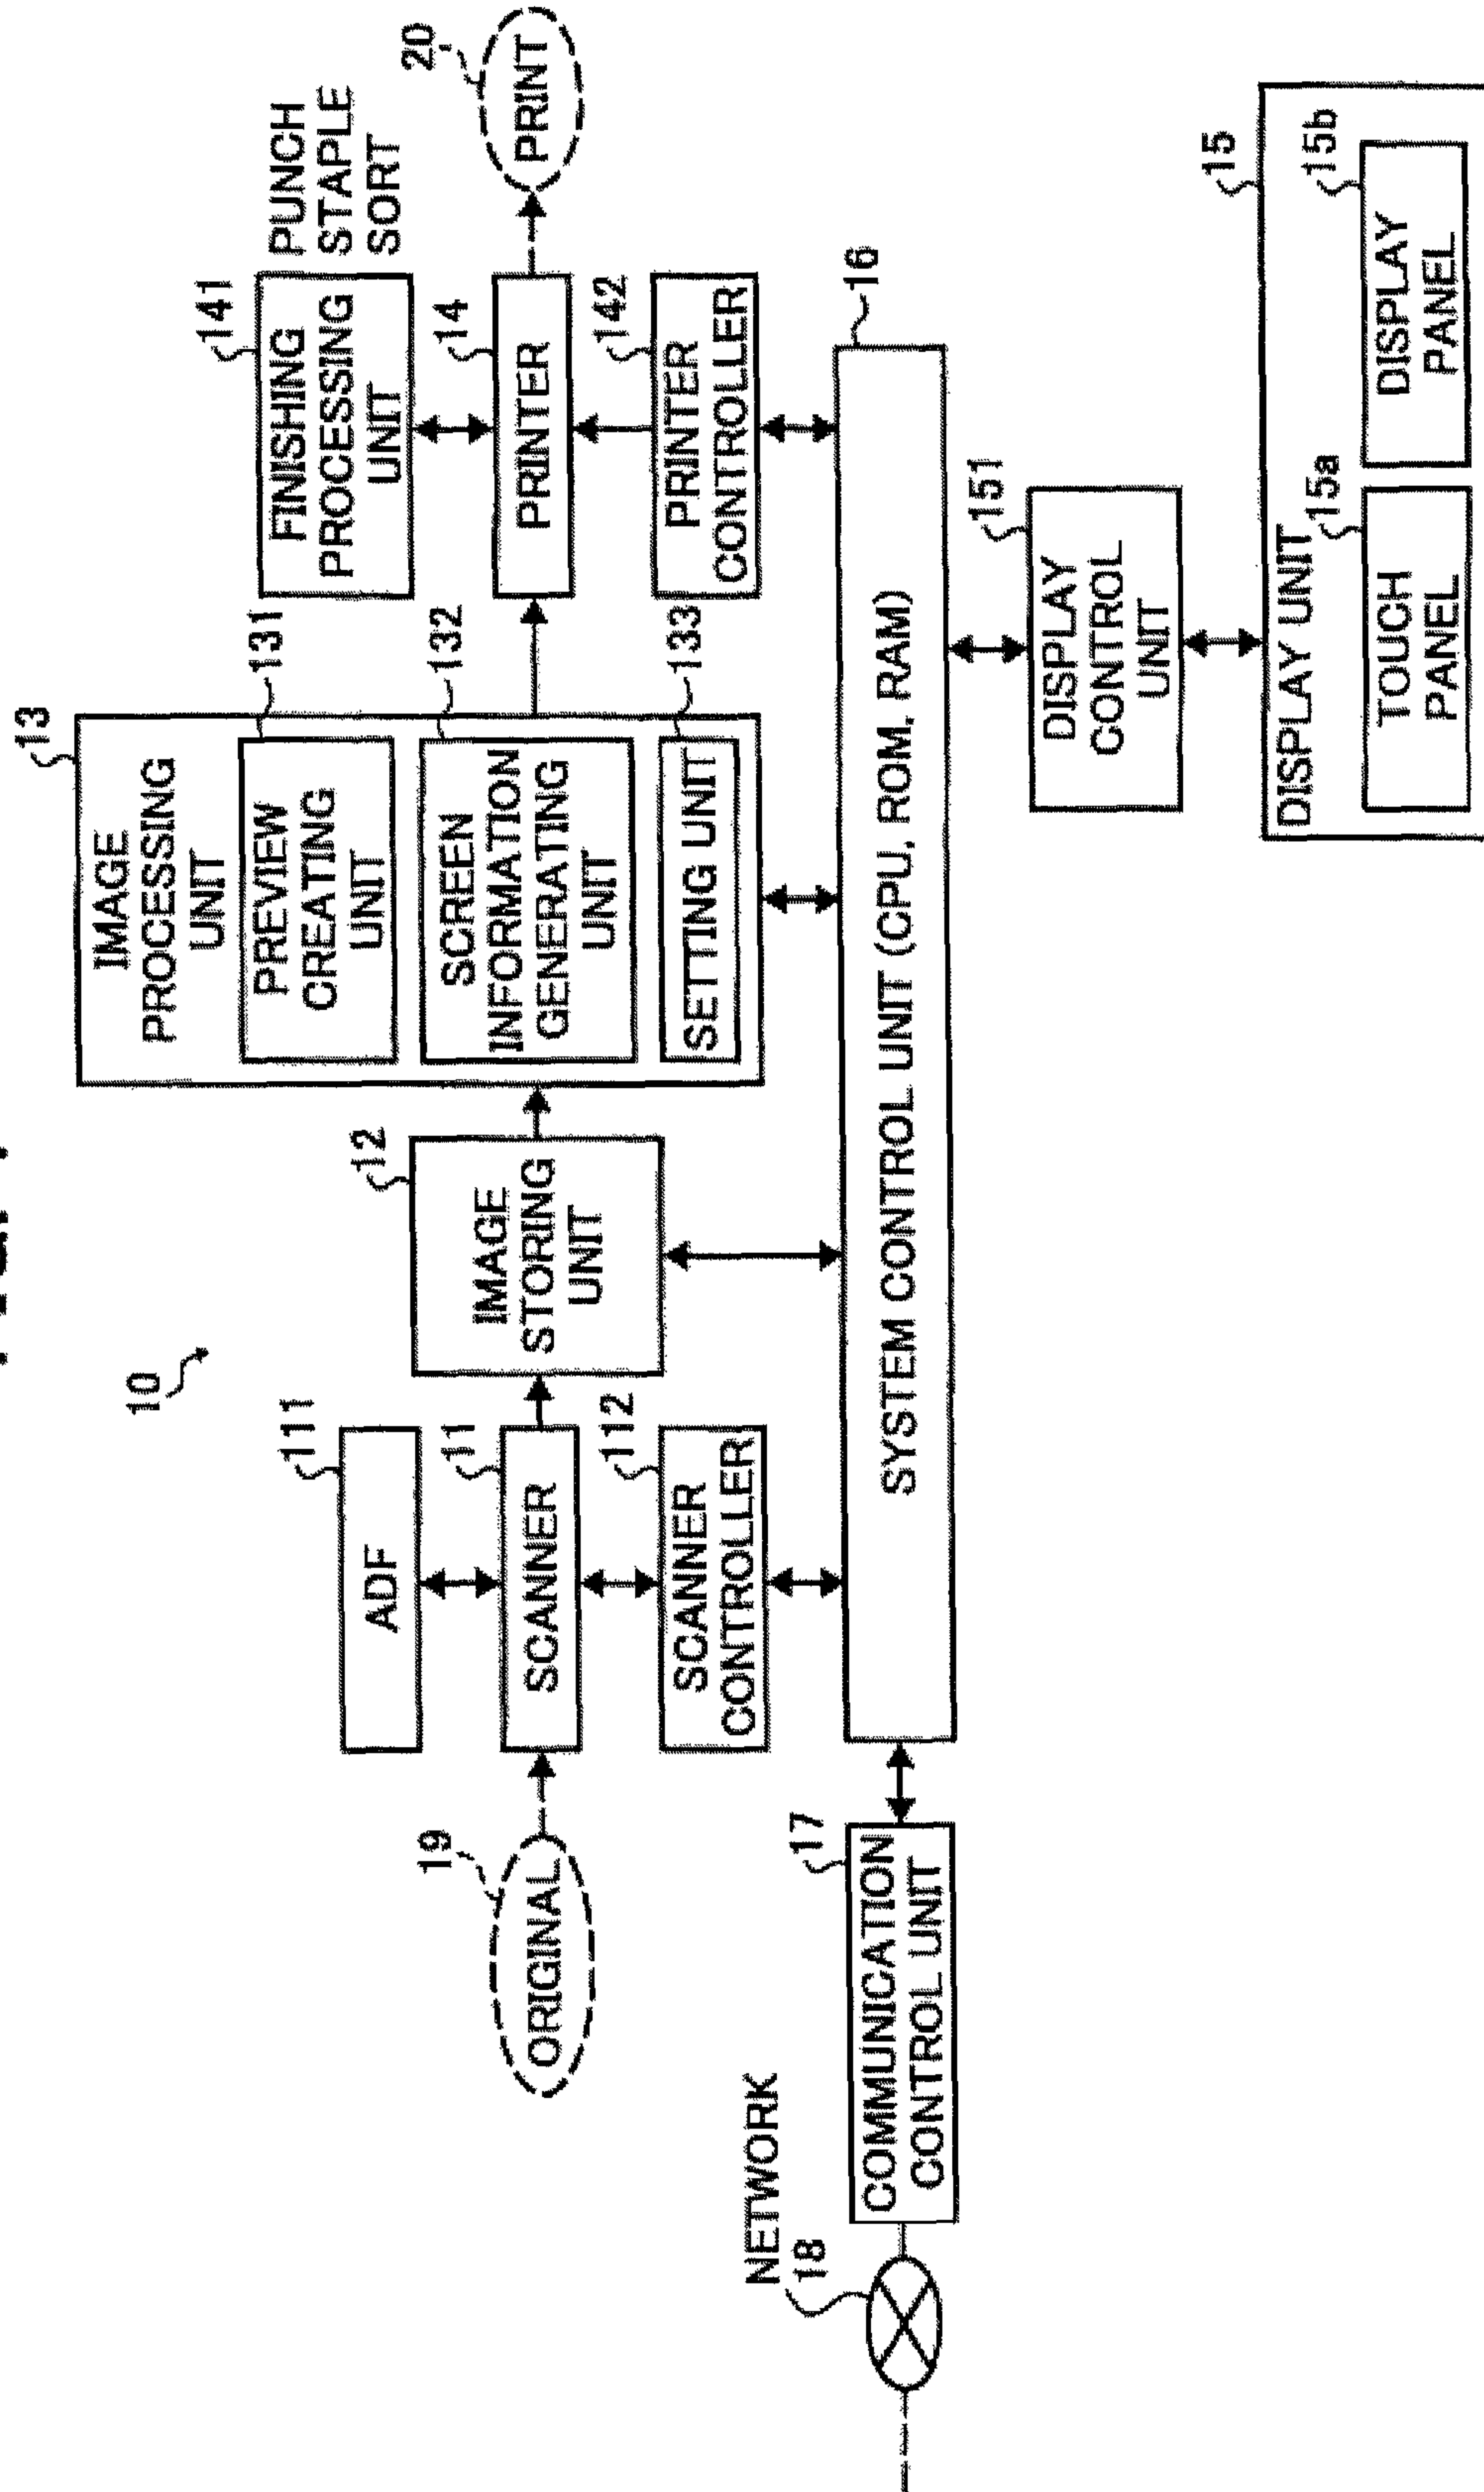 10
13
IMAGE
PROCESSING
UNIT
131
PREVIEW
CREATING
UNIT
132
SCREEN
INFORMATION
GENERATING
UNIT
133
SETTING UNIT
141
FINISHING
PROCESSING
UNIT
PUNCH
STAPLE
SORT
111
ADF
12
IMAGE
STORING
UNIT
14
PRINTER
20
PRINT
19
ORIGINAL
11
SCANNER
112
SCANNER
CONTROLLER
142
PRINTER
CONTROLLER
16
SYSTEM CONTROL UNIT (CPU, ROM, RAM)
NETWORK
18
17
COMMUNICATION
CONTROL UNIT
151
DISPLAY
CONTROL
UNIT
15
DISPLAY UNIT
15a
TOUCH
PANEL
15b
DISPLAY
PANEL